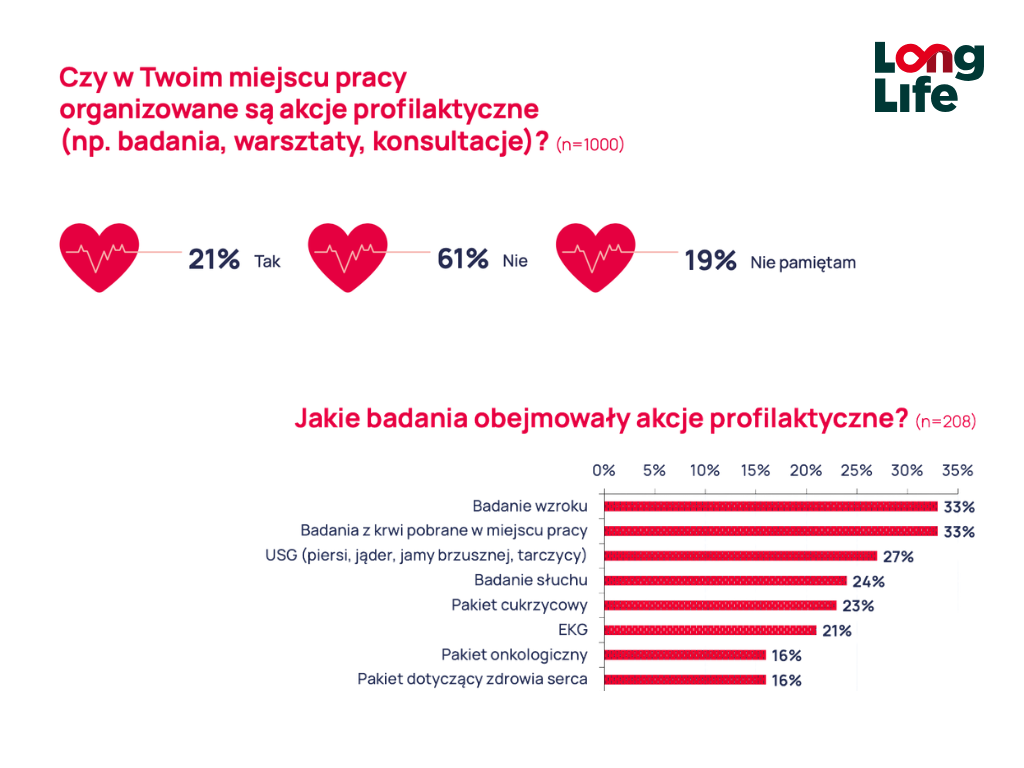 Long
Life
Czy w Twoim miejscu pracy
organizowane są akcje profilaktyczne
(np. badania, warsztaty, konsultacje)? (n=1000)
21% Tak
61% Nie
19% Nie pamiętam
Jakie badania obejmowały akcje profilaktyczne? (n=208)
0% 5% 10% 15% 20% 25% 30% 35%
Badanie wzroku 33%
Badania z krwi pobrane w miejscu pracy 33%
USG (piersi, jąder, jamy brzusznej, tarczycy) 27%
Badanie słuchu 24%
Pakiet cukrzycowy 23%
EKG 21%
Pakiet onkologiczny 16%
Pakiet dotyczący zdrowia serca 16%